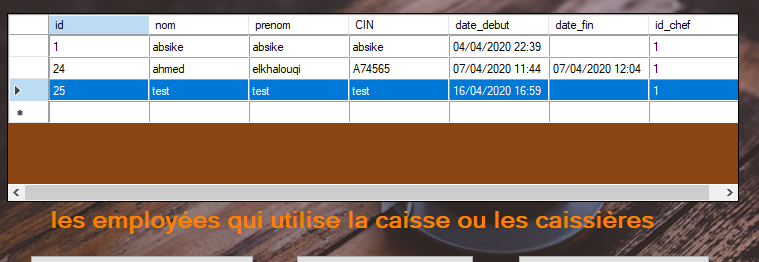 id nom prenom CIN date_debut date_fin id_chef
1 absike absike absike 04/04/2020 22:39 1
24 ahmed elkhalouqi A74565 07/04/2020 11:44 07/04/2020 12:04 1
25 test test test 16/04/2020 16:59 1
les employées qui utilise la caisse ou les caissières